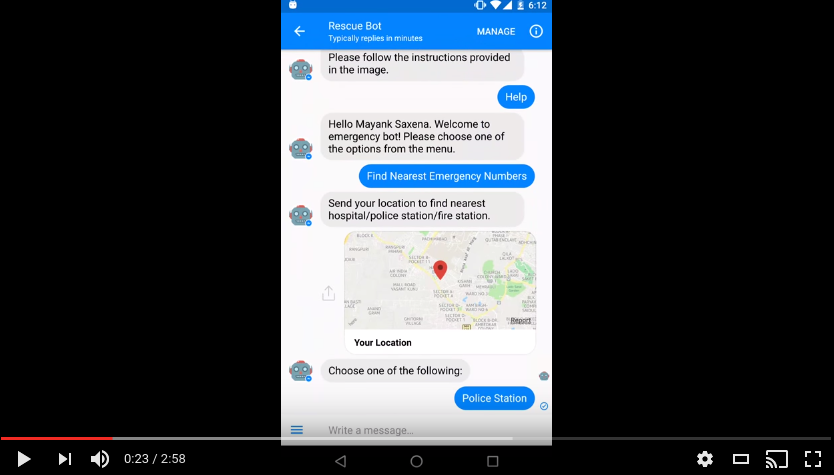 6:12
Rescue Bot
Typically replies in minutes
MANAGE
Please follow the instructions provided
in the image.
Help
Hello Mayank Saxena. Welcome to
emergency bot! Please choose one of
the options from the menu.
Find Nearest Emergency Numbers
Send your location to find nearest
hospital/police station/fire station.
Report
Your Location
Choose one of the following:
Police Station
Write a message...
0:23 / 2:58